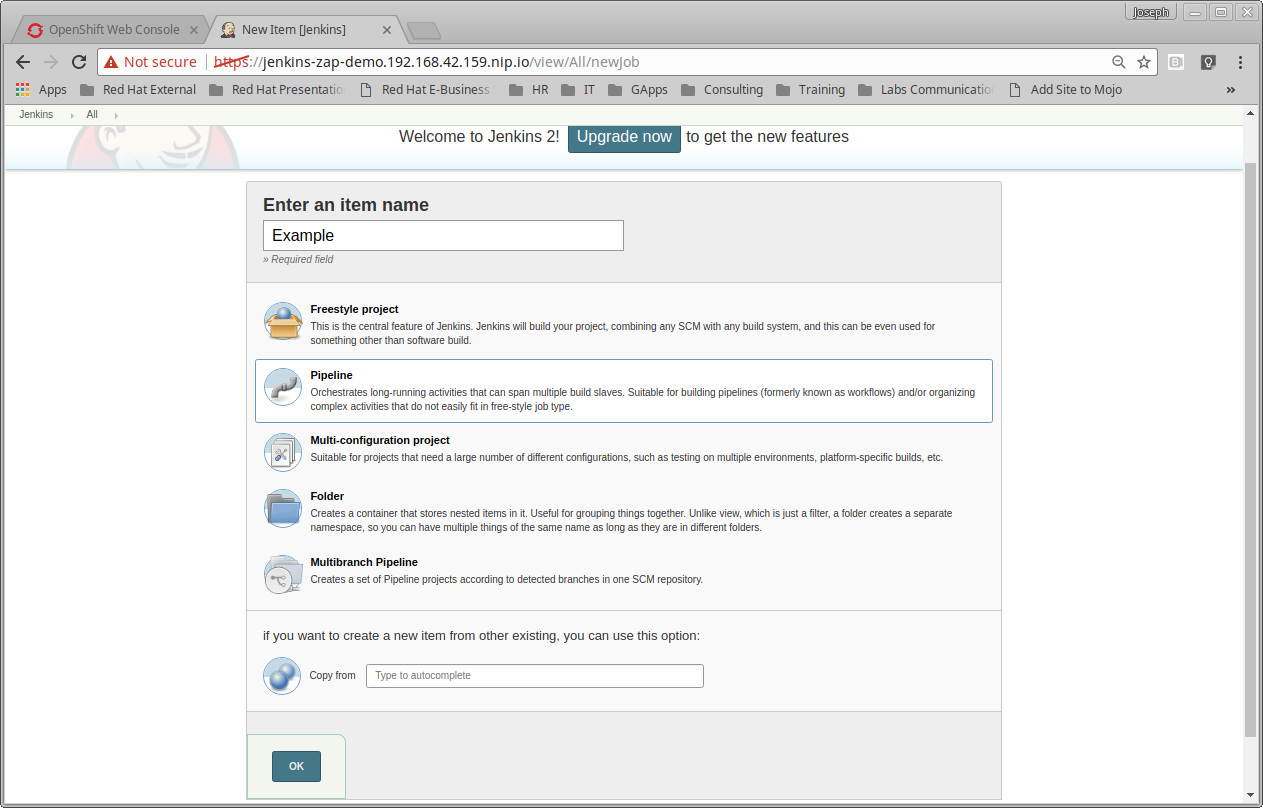 Joseph
OpenShift Web Console
New Item [Jenkins]
Not secure
https://jenkins-zap-demo.192.168.42.159.nip.io/view/All/newJob
Apps
Red Hat External
Red Hat Presentatio
Red Hat E-Business
HR
IT
GApps
Consulting
Training
Labs Communicatio
Add Site to Mojo
»
Jenkins
All
Welcome to Jenkins 2! Upgrade now to get the new features
Enter an item name
Example
» Required field
Freestyle project
This is the central feature of Jenkins. Jenkins will build your project, combining any SCM with any build system, and this can be even used for
something other than software build.
Pipeline
Orchestrates long-running activities that can span multiple build slaves. Suitable for building pipelines (formerly known as workflows) and/or organizing
complex activities that do not easily fit in free-style job type.
Multi-configuration project
Suitable for projects that need a large number of different configurations, such as testing on multiple environments, platform-specific builds, etc.
Folder
Creates a container that stores nested items in it. Useful for grouping things together. Unlike view, which is just a filter, a folder creates a separate
namespace, so you can have multiple things of the same name as long as they are in different folders.
Multibranch Pipeline
Creates a set of Pipeline projects according to detected branches in one SCM repository.
if you want to create a new item from other existing, you can use this option:
Copy from
Type to autocomplete
OK